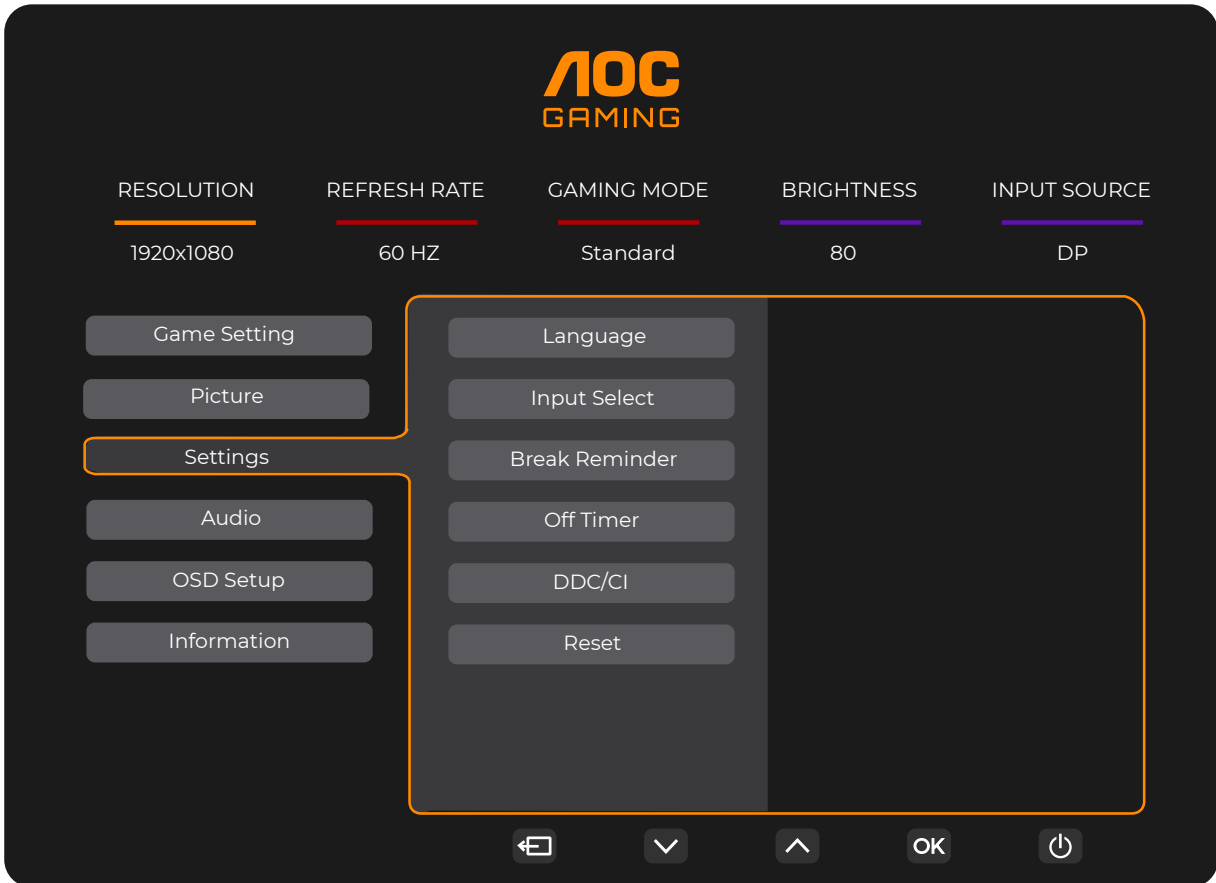 AOC
GAMING
RESOLUTION REFRESH RATE GAMING MODE BRIGHTNESS INPUT SOURCE
1920x1080 60 HZ Standard 80 DP
Game Setting
Picture
Settings
Audio
OSD Setup
Information
Language
Input Select
Break Reminder
Off Timer
DDC/CI
Reset
OK